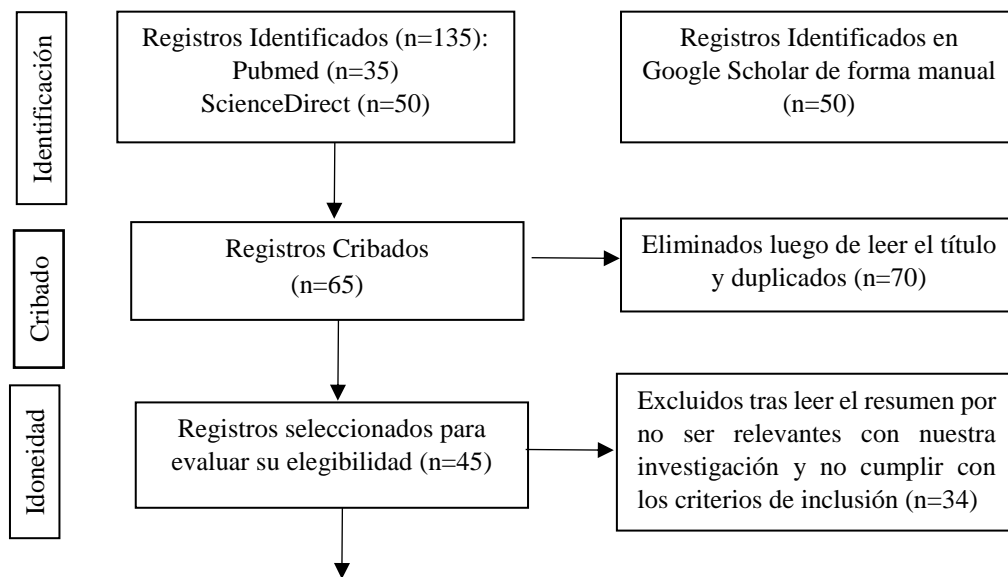 Identificación
Registros Identificados (n=135):
Pubmed (n=35)
ScienceDirect (n=50)
Registros Identificados en
Google Scholar de forma manual
(n=50)
Cribado
Registros Cribados
(n=65)
Eliminados luego de leer el título
y duplicados (n=70)
Idoneidad
Registros seleccionados para
evaluar su elegibilidad (n=45)
Excluidos tras leer el resumen por
no ser relevantes con nuestra
investigación y no cumplir con
los criterios de inclusión (n=34)